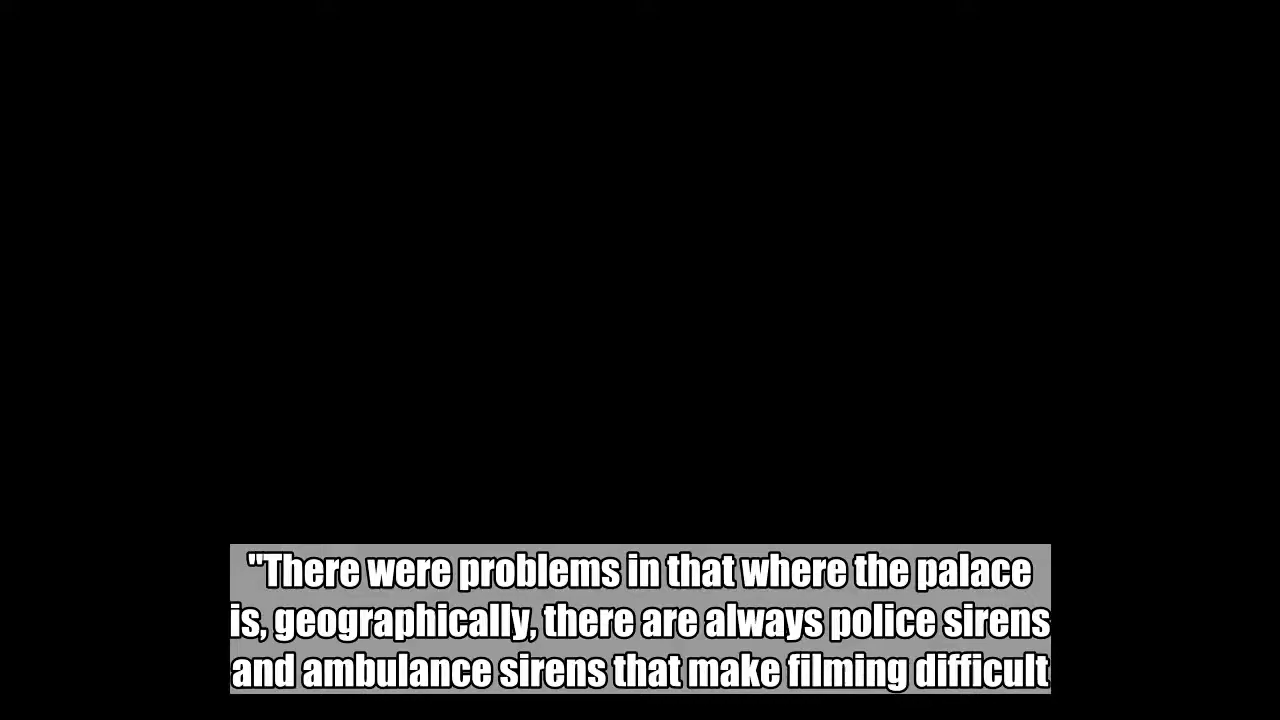 "There were problems in that where the palace
is, geographically, there are always police sirens
and ambulance sirens that make filming difficult